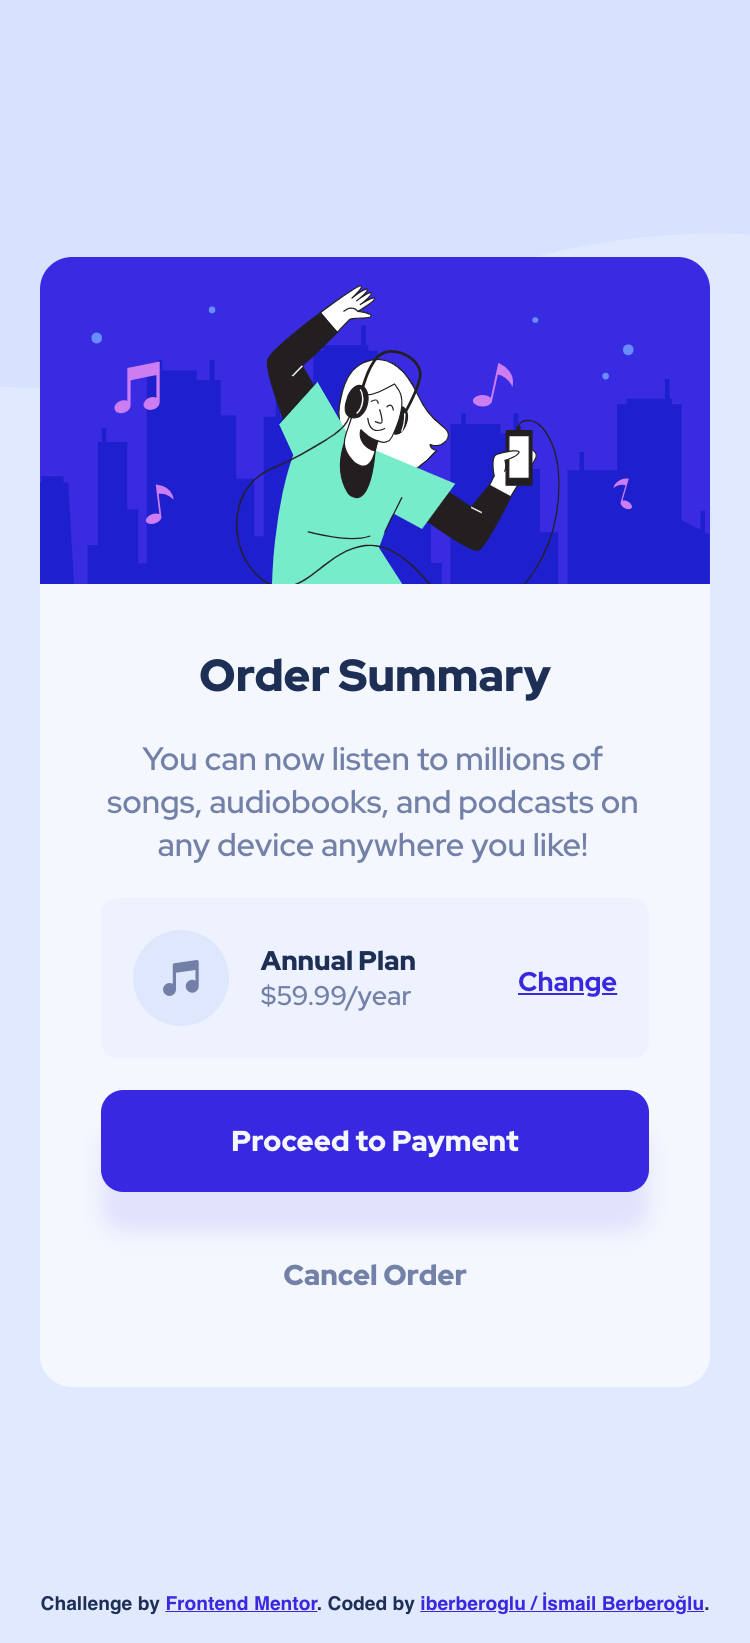 Order Summary
You can now listen to millions of
songs, audiobooks, and podcasts on
any device anywhere you like!
Annual Plan
$59.99/year
Change
Proceed to Payment
Cancel Order
Challenge by Frontend Mentor. Coded by iberberoglu / İsmail Berberoğlu.